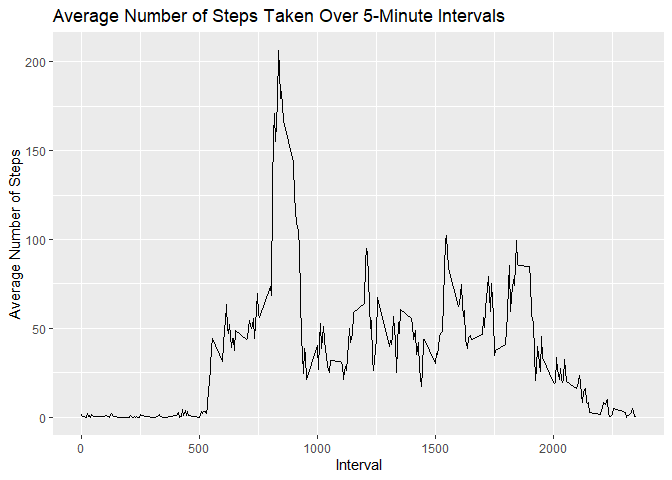 Average Number of Steps Taken Over 5-Minute Intervals
Average Number of Steps
200
150
100
50
0
0 500 1000 1500 2000
Interval